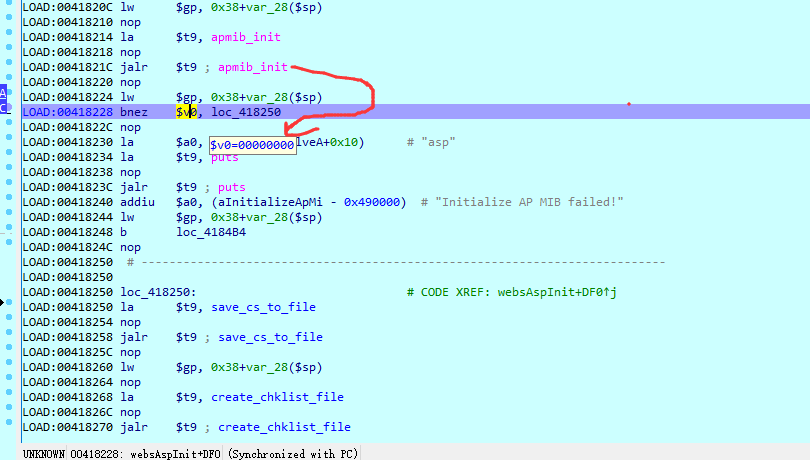 LOAD:0041820C lw $gp, 0x38+var_28($sp)
LOAD:00418210 nop
LOAD:00418214 la $t9, apmib_init
LOAD:00418218 nop
LOAD:0041821C jalr $t9 ; apmib_init
LOAD:00418220 nop
LOAD:00418224 lw $gp, 0x38+var_28($sp)
LOAD:00418228 bnez $v0, loc_418250
LOAD:0041822C nop
LOAD:00418230 la $a0, $v0=00000000 lveA+0x10) # "asp"
LOAD:00418234 la $t9, puts
LOAD:00418238 nop
LOAD:0041823C jalr $t9 ; puts
LOAD:00418240 addiu $a0, (aInitializeApMi - 0x490000) # "Initialize AP MIB failed!"
LOAD:00418244 lw $gp, 0x38+var_28($sp)
LOAD:00418248 b loc_4184B4
LOAD:0041824C nop
LOAD:00418250 # ---------------------------------------------------------------------------
LOAD:00418250
LOAD:00418250 loc_418250: # CODE XREF: websAspInit+DF0↑j
LOAD:00418250 la $t9, save_cs_to_file
LOAD:00418254 nop
LOAD:00418258 jalr $t9 ; save_cs_to_file
LOAD:0041825C nop
LOAD:00418260 lw $gp, 0x38+var_28($sp)
LOAD:00418264 nop
LOAD:00418268 la $t9, create_chklist_file
LOAD:0041826C nop
LOAD:00418270 jalr $t9 ; create_chklist_file
A
C
UNKNOWN 00418228: websAspInit+DF0 (Synchronized with PC)